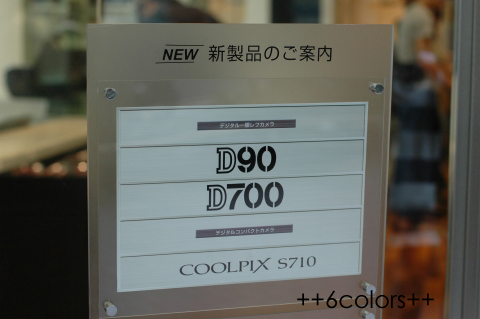 NEW 新製品のご案内
デジタル一眼レフカメラ
D90
D700
デジタルコンパクトカメラ
COOLPIX S710
++6colors++